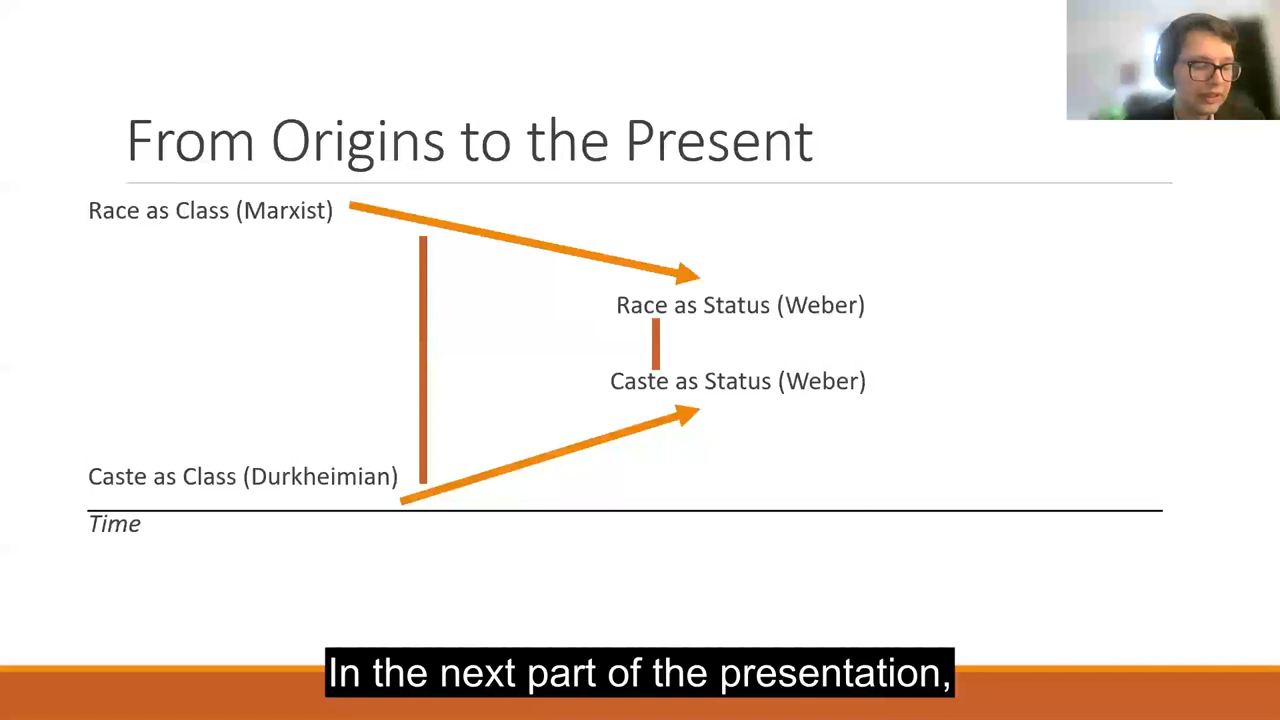 From Origins to the Present
Race as Class (Marxist)
Race as Status (Weber)
Caste as Status (Weber)
Caste as Class (Durkheimian)
Time
In the next part of the presentation,